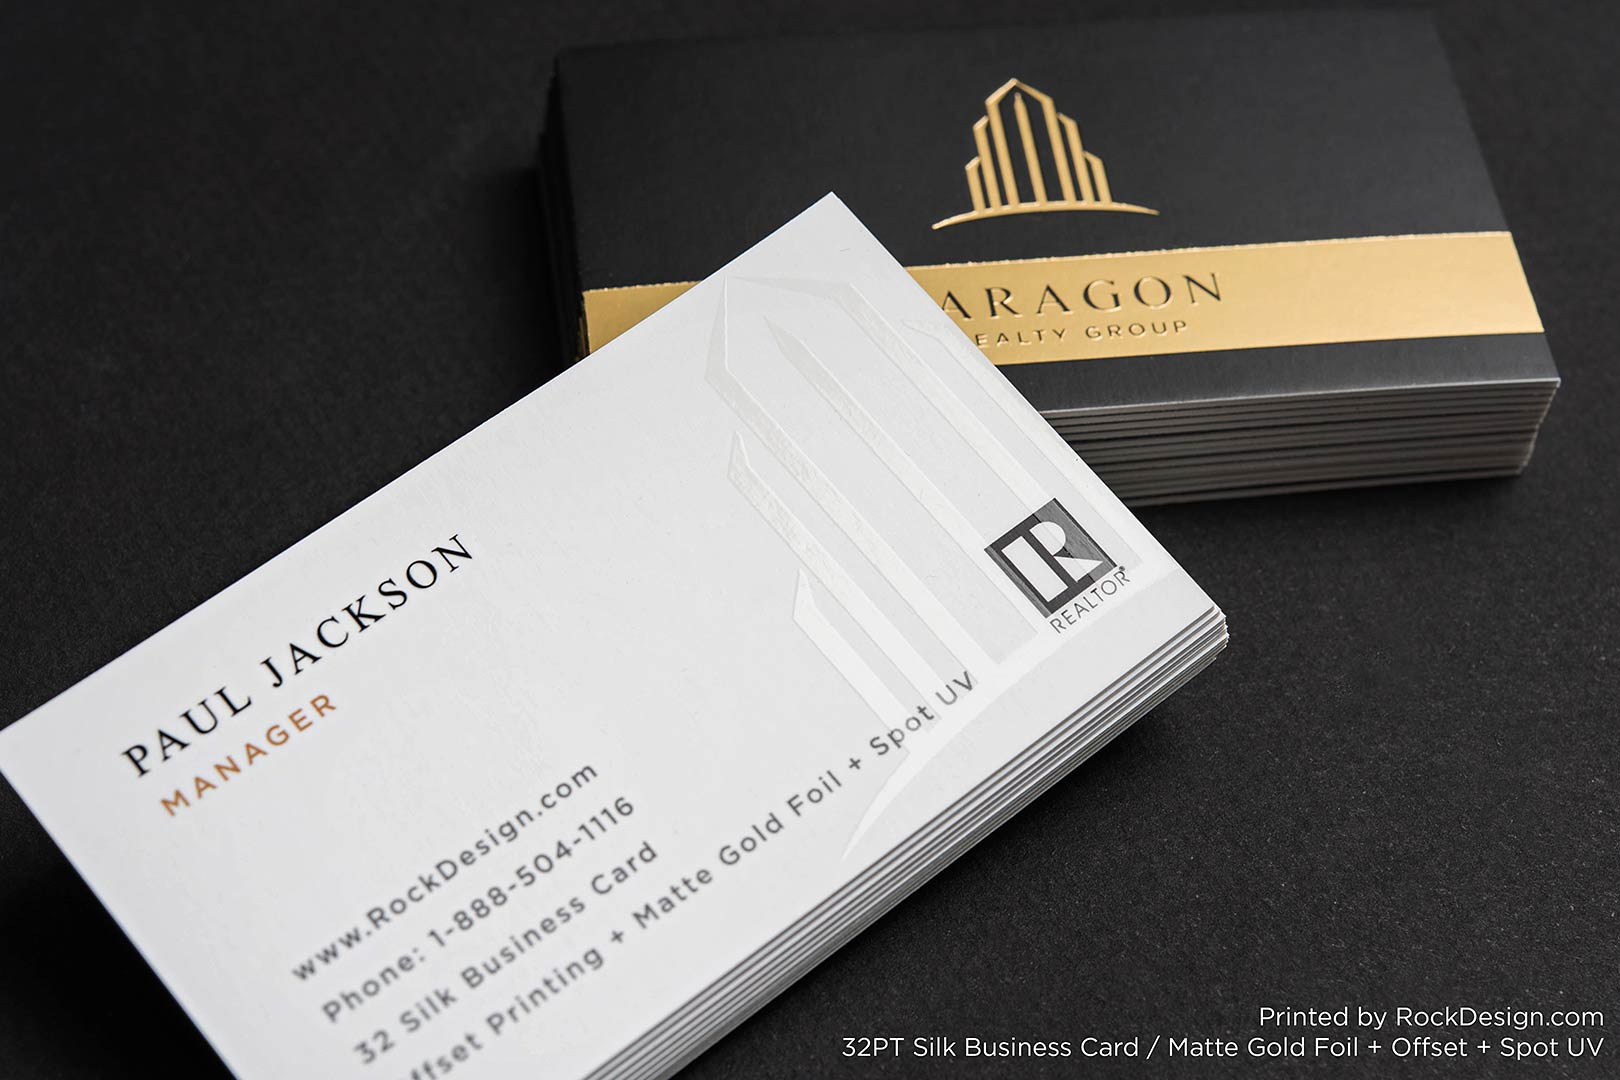 ARAGON
EALTY GROUP
PAUL JACKSON
MANAGER
www.RockDesign.com
Phone: 1-888-504-1116
32 Silk Business Card
ffset Printing + Matte Gold Foil + Spot UV
R
REALTOR®
Printed by RockDesign.com
32PT Silk Business Card / Matte Gold Foil + Offset + Spot UV